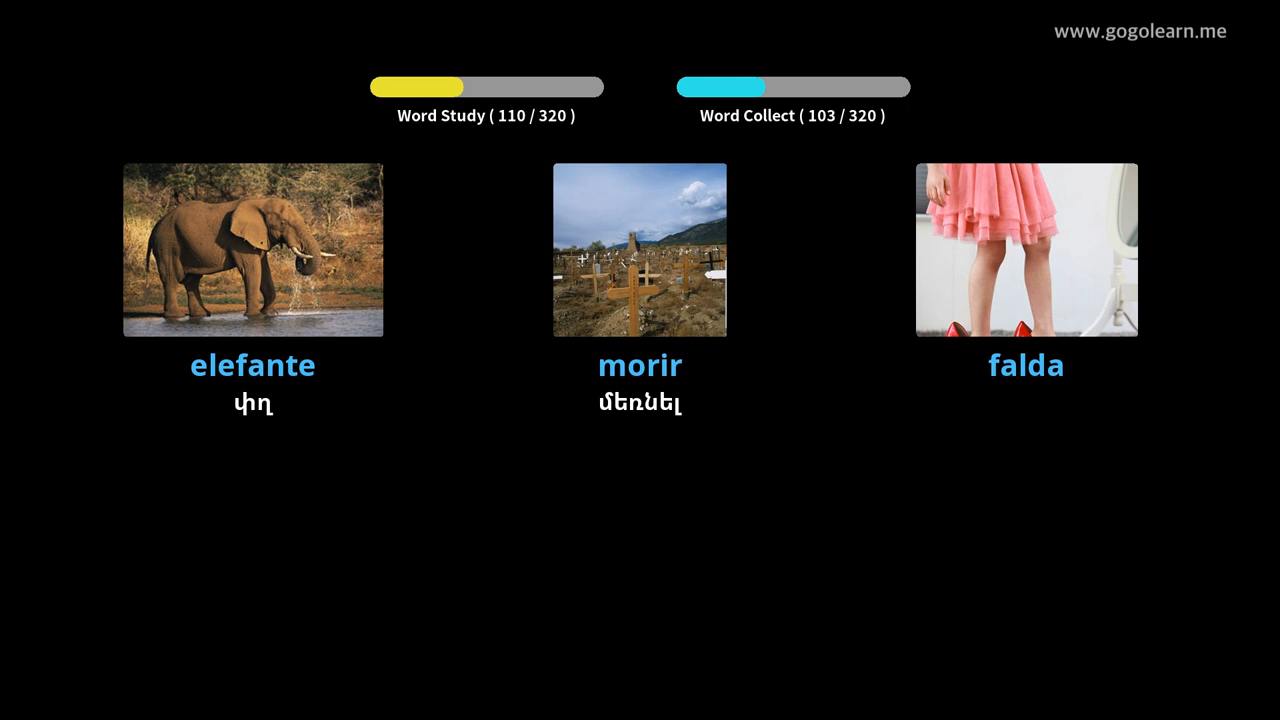 www.gogolearn.me
Word Study ( 110 / 320 )
Word Collect ( 103 / 320 )
elefante
փղ
morir
մեռնել
falda